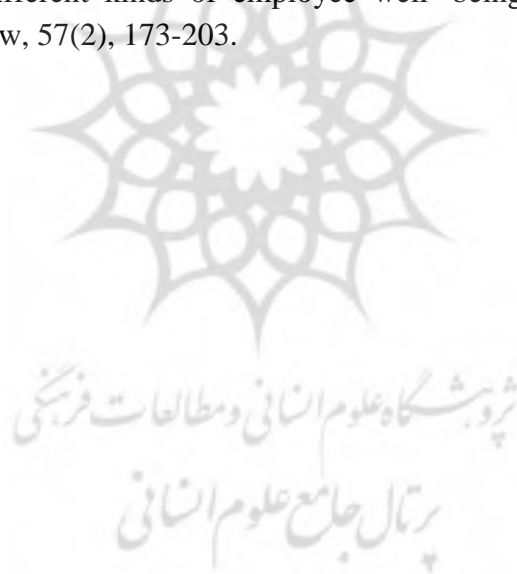 ifferent kinds of employee well-being
w, 57(2), 173-203.
پژوهشگاه علوم انسانی و مطالعات فرهنگی
پرتال جامع علوم انسانی